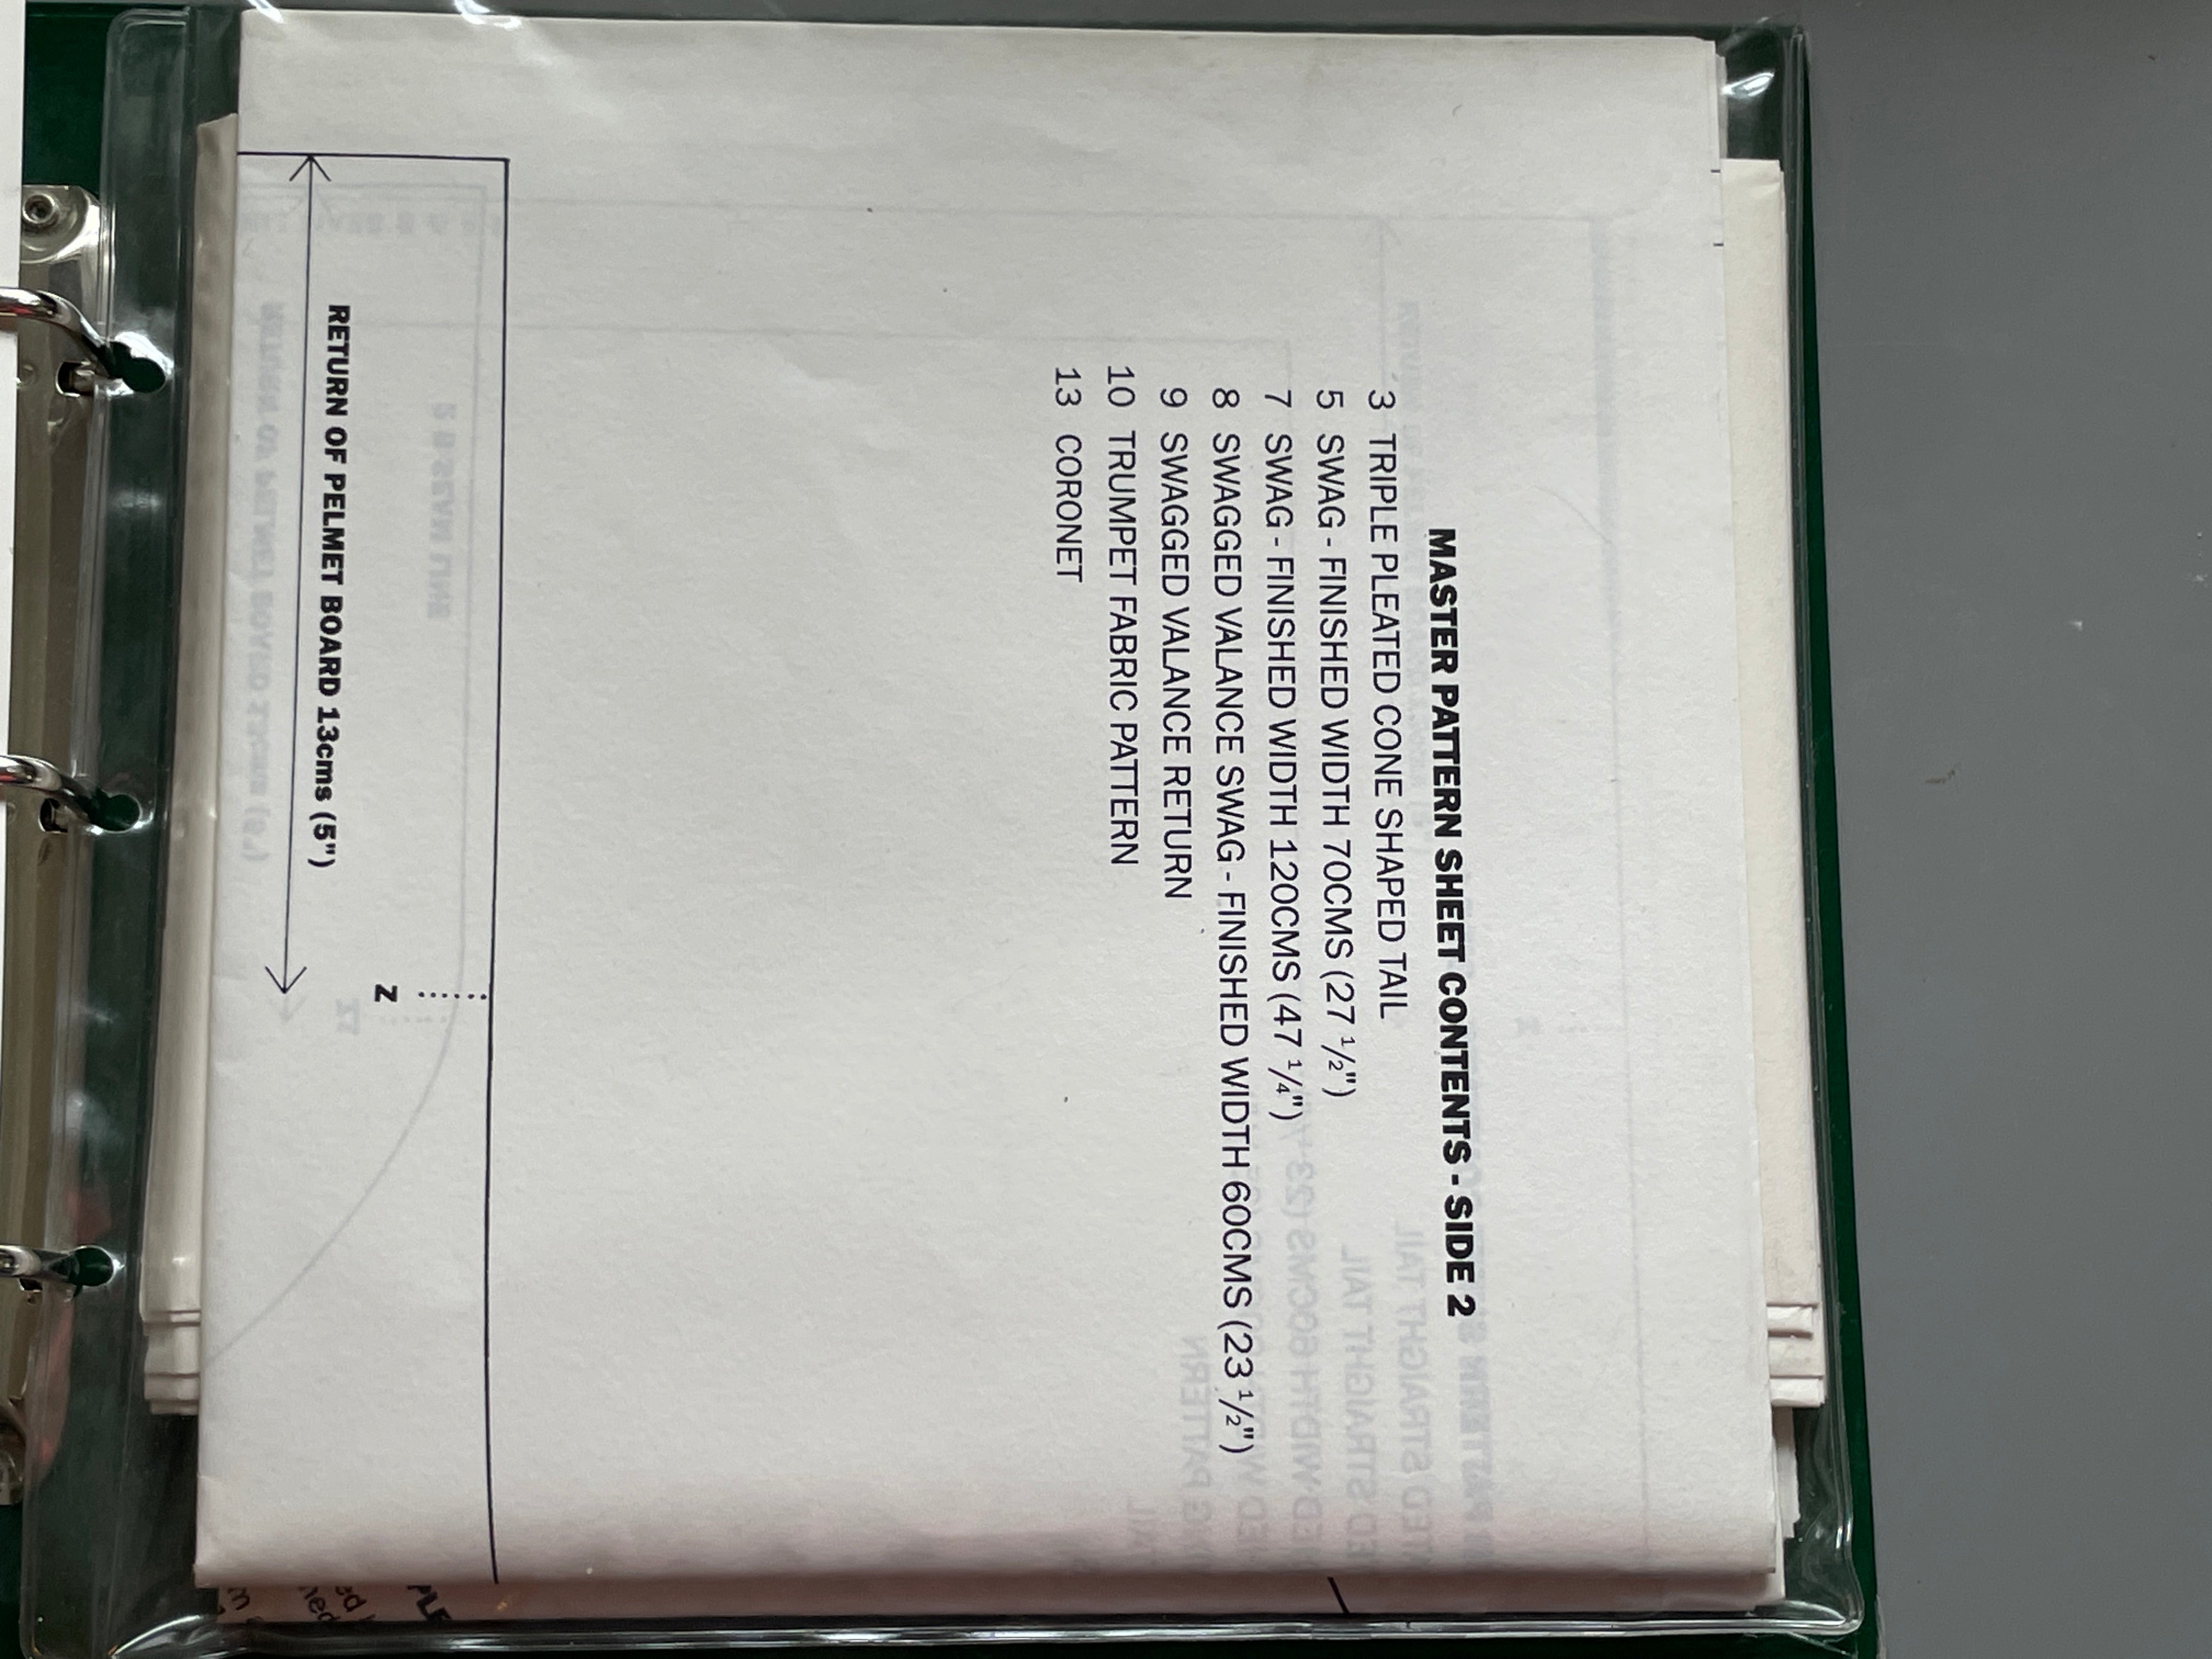 MASTER PATTERN SHEET CONTENTS - SIDE 2
3 TRIPLE PLEATED CONE SHAPED TAIL
5 SWAG - FINISHED WIDTH 70CMS (27 1/2")
7 SWAG - FINISHED WIDTH 120CMS (47 1/4")
8 SWAGGED VALANCE SWAG - FINISHED WIDTH 60CMS (23 1/2")
9 SWAGGED VALANCE RETURN
10 TRUMPET FABRIC PATTERN
13 CORONET
Z
RETURN OF PELMET BOARD 13cms (5")